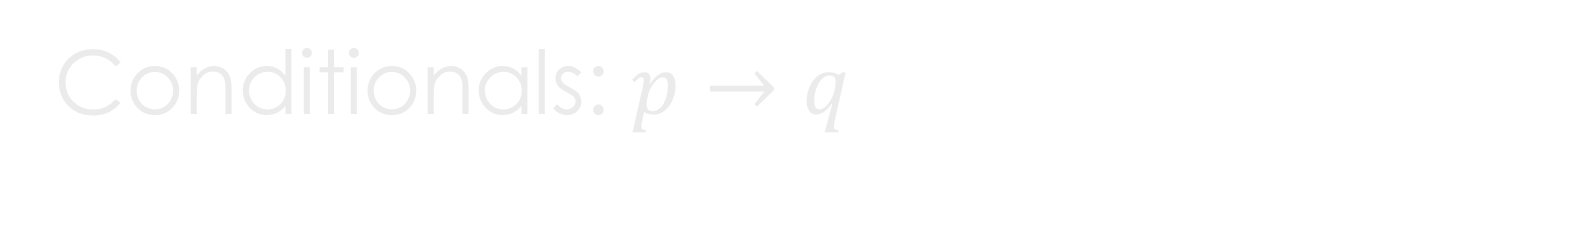 Conditionals: p → q